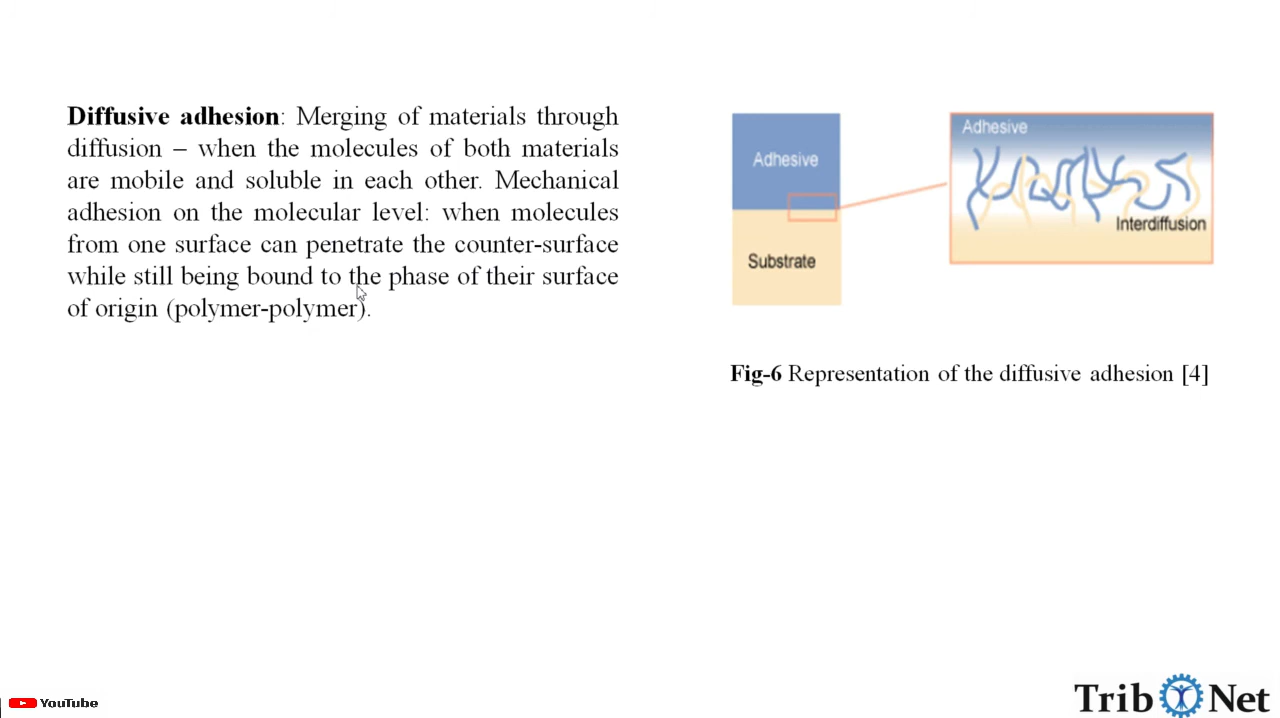 Diffusive adhesion: Merging of materials through
diffusion – when the molecules of both materials
are mobile and soluble in each other. Mechanical
adhesion on the molecular level: when molecules
from one surface can penetrate the counter-surface
while still being bound to the phase of their surface
of origin (polymer-polymer).
Adhesive
Substrate
Adhesive
Interdiffusion
Fig-6 Representation of the diffusive adhesion [4]
YouTube
Trib Net